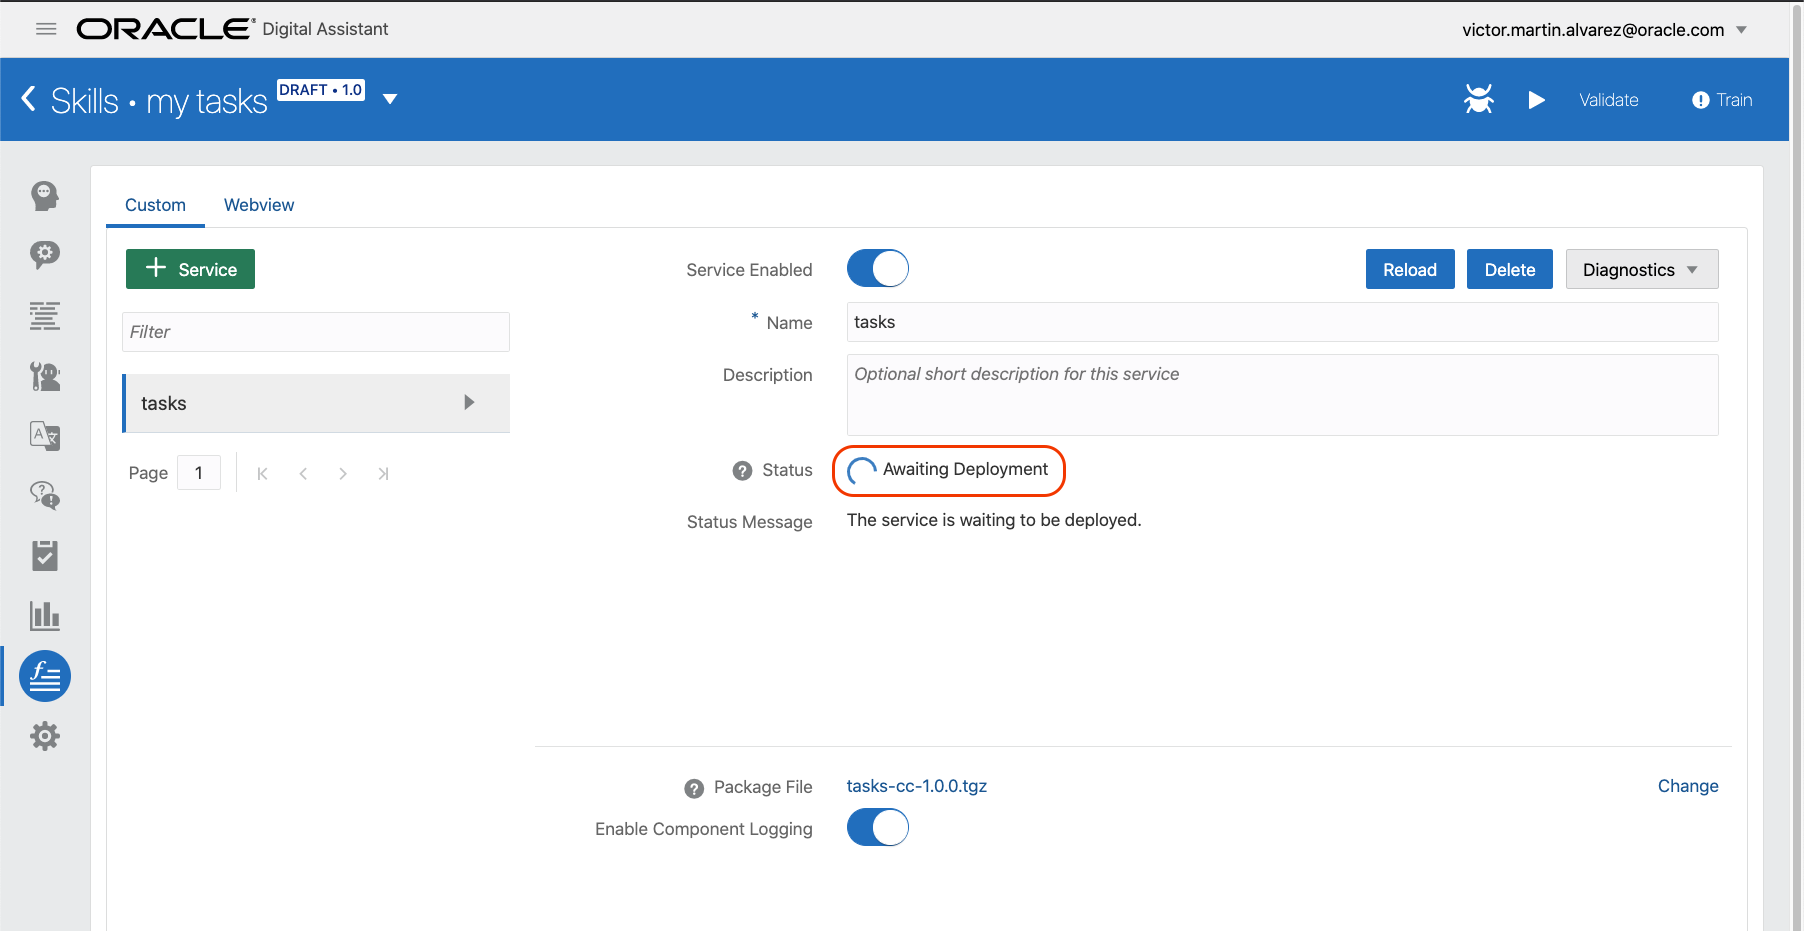 ORACLE® Digital Assistant
victor.martin.alvarez@oracle.com
Skills • my tasks DRAFT • 1.0
Validate
Train
Custom Webview
Service
Service Enabled
Reload Delete Diagnostics
Filter
* Name tasks
Description Optional short description for this service
tasks
Page 1
? Status Awaiting Deployment
Status Message The service is waiting to be deployed.
? Package File tasks-cc-1.0.0.tgz Change
Enable Component Logging